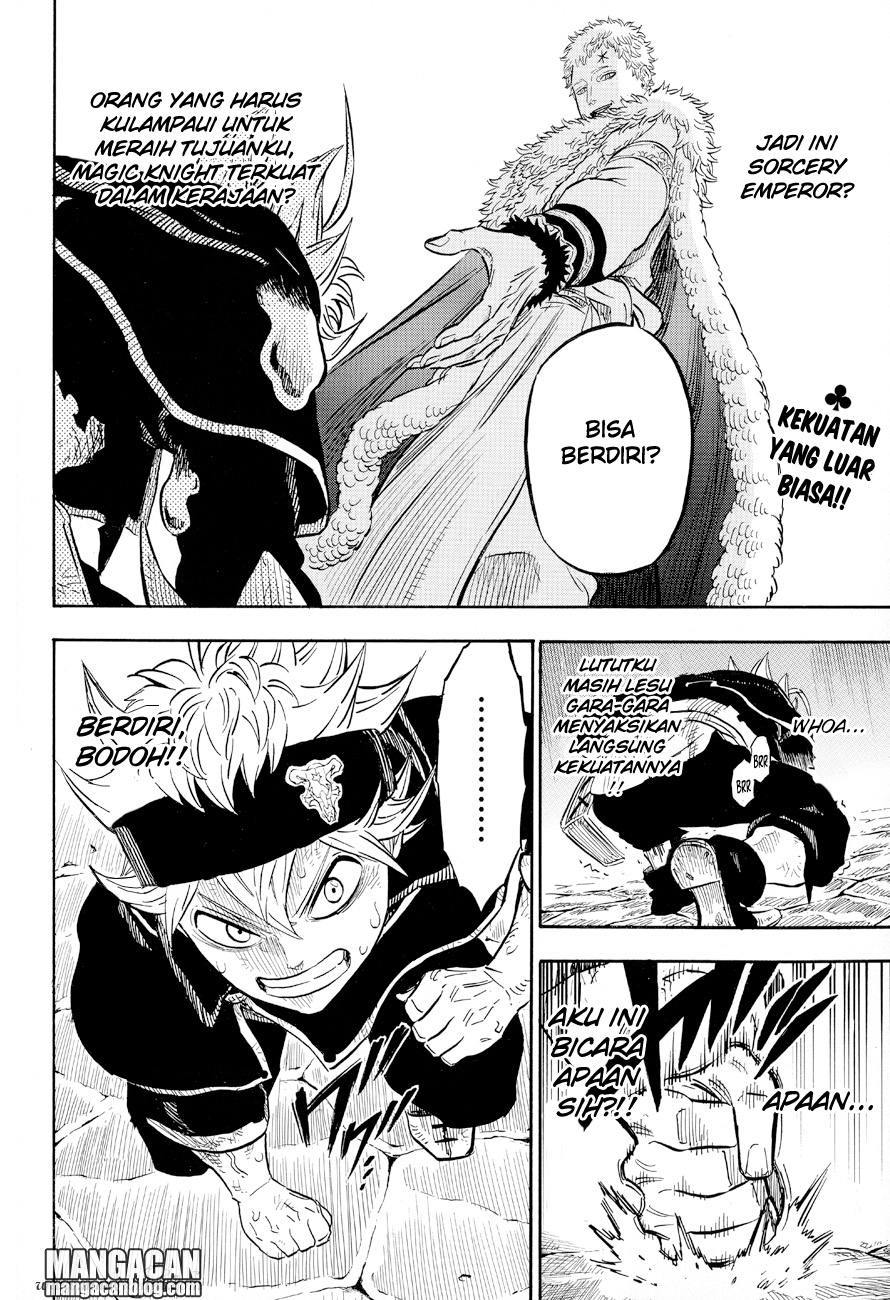 JADI INI
SORCERY
EMPEROR?
ORANG YANG HARUS
KULAMPAUI UNTUK
MERAIH TUJUANKU,
MAGIC KNIGHT TERKUAT
DALAM KERAJAAN?
BISA
BERDIRI?
KEKUATAN
YANG LUAR
BIASA!!
WHOA...
BRR
BRR
LUTUTKU
MASIH LESU
GARA-GARA
MENYAKSIKAN
LANGSUNG
KEKUATANNYA
!!
APAAN...
AKU INI
BICARA
APAAN
SIH?!!
.........
BERDIRI,
BODOH!!
MANGACAN
mangacanblog.com